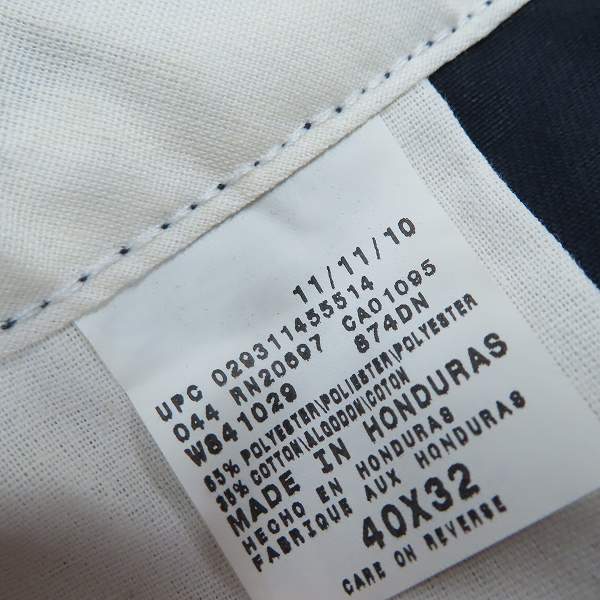 11/11/10
UPC 029311455514
044 RN20697 CA01095
W841029 874DN
65% POLYESTER\POLIESTER\POLYESTER
35% COTTON\ALGODON\COTON
MADE IN HONDURAS
HECHO EN HONDURAS
FABRIQUE AUX HONDURAS
40X32
CARE ON REVERSE